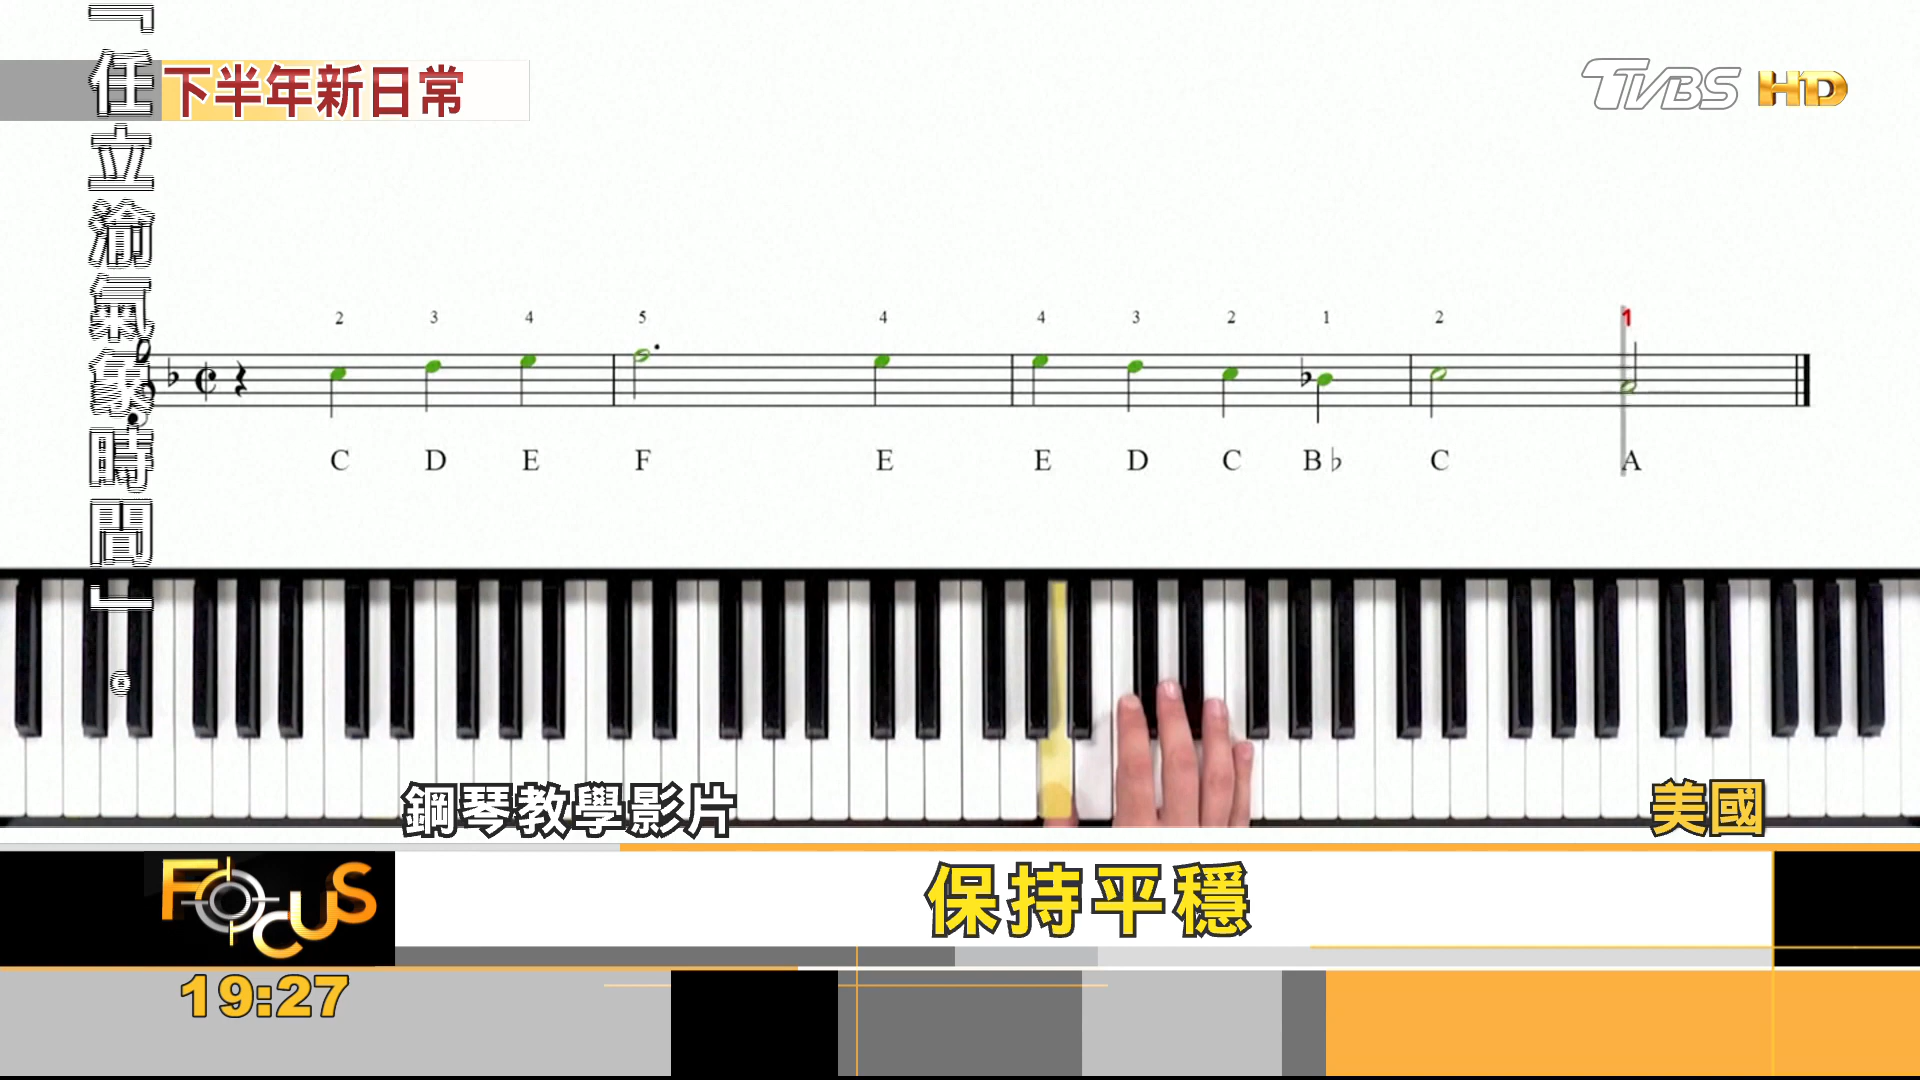 『任立渝氣象時間』。
下半年新日常
TVBS HD
2 3 4 5 4 4 3 2 1 2 1
C D E F E E D C B♭ C A
鋼琴教學影片
美國
FOCUS
保持平穩
19:27